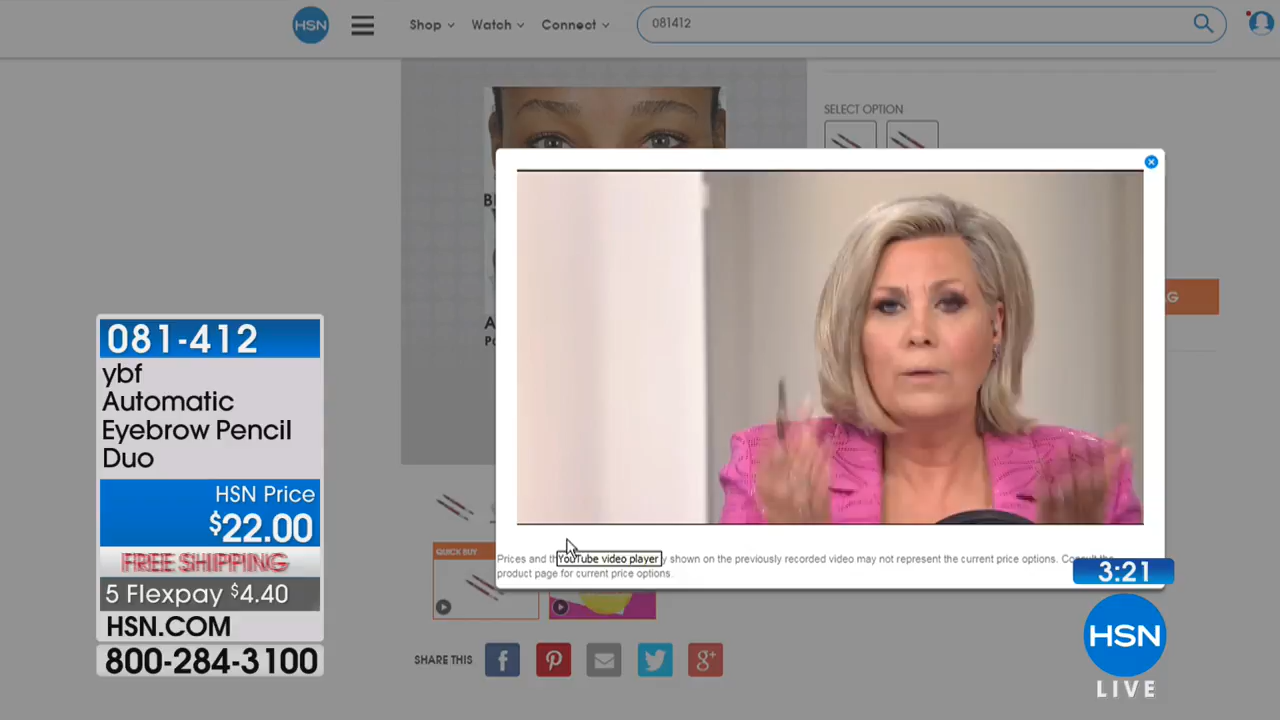 HSN
Shop
Watch
Connect
081412
SELECT OPTION
081-412
ybf
Automatic
Eyebrow Pencil
Duo
HSN Price
$22.00
FREE SHIPPING
5 Flexpay $4.40
HSN.COM
800-284-3100
QUICK BUY
Prices and th
YouTube video player
y shown on the previously recorded video may not represent the current price options. Consult the
product page for current price options.
SHARE THIS
3:21
HSN
LIVE